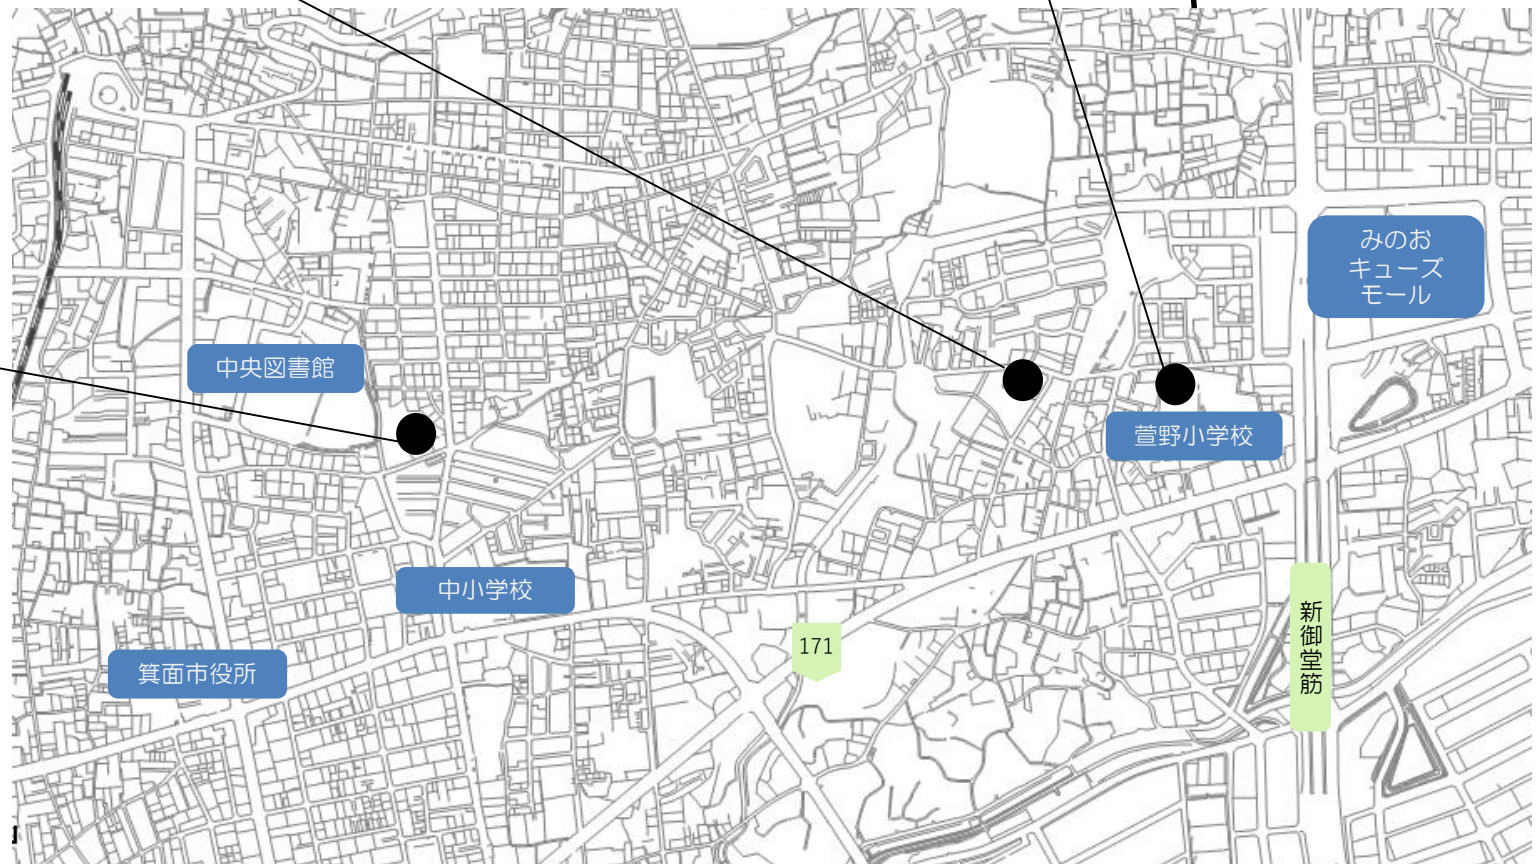 みのお
キューズ
モール
中央図書館
萱野小学校
中小学校
新御堂筋
171
箕面市役所